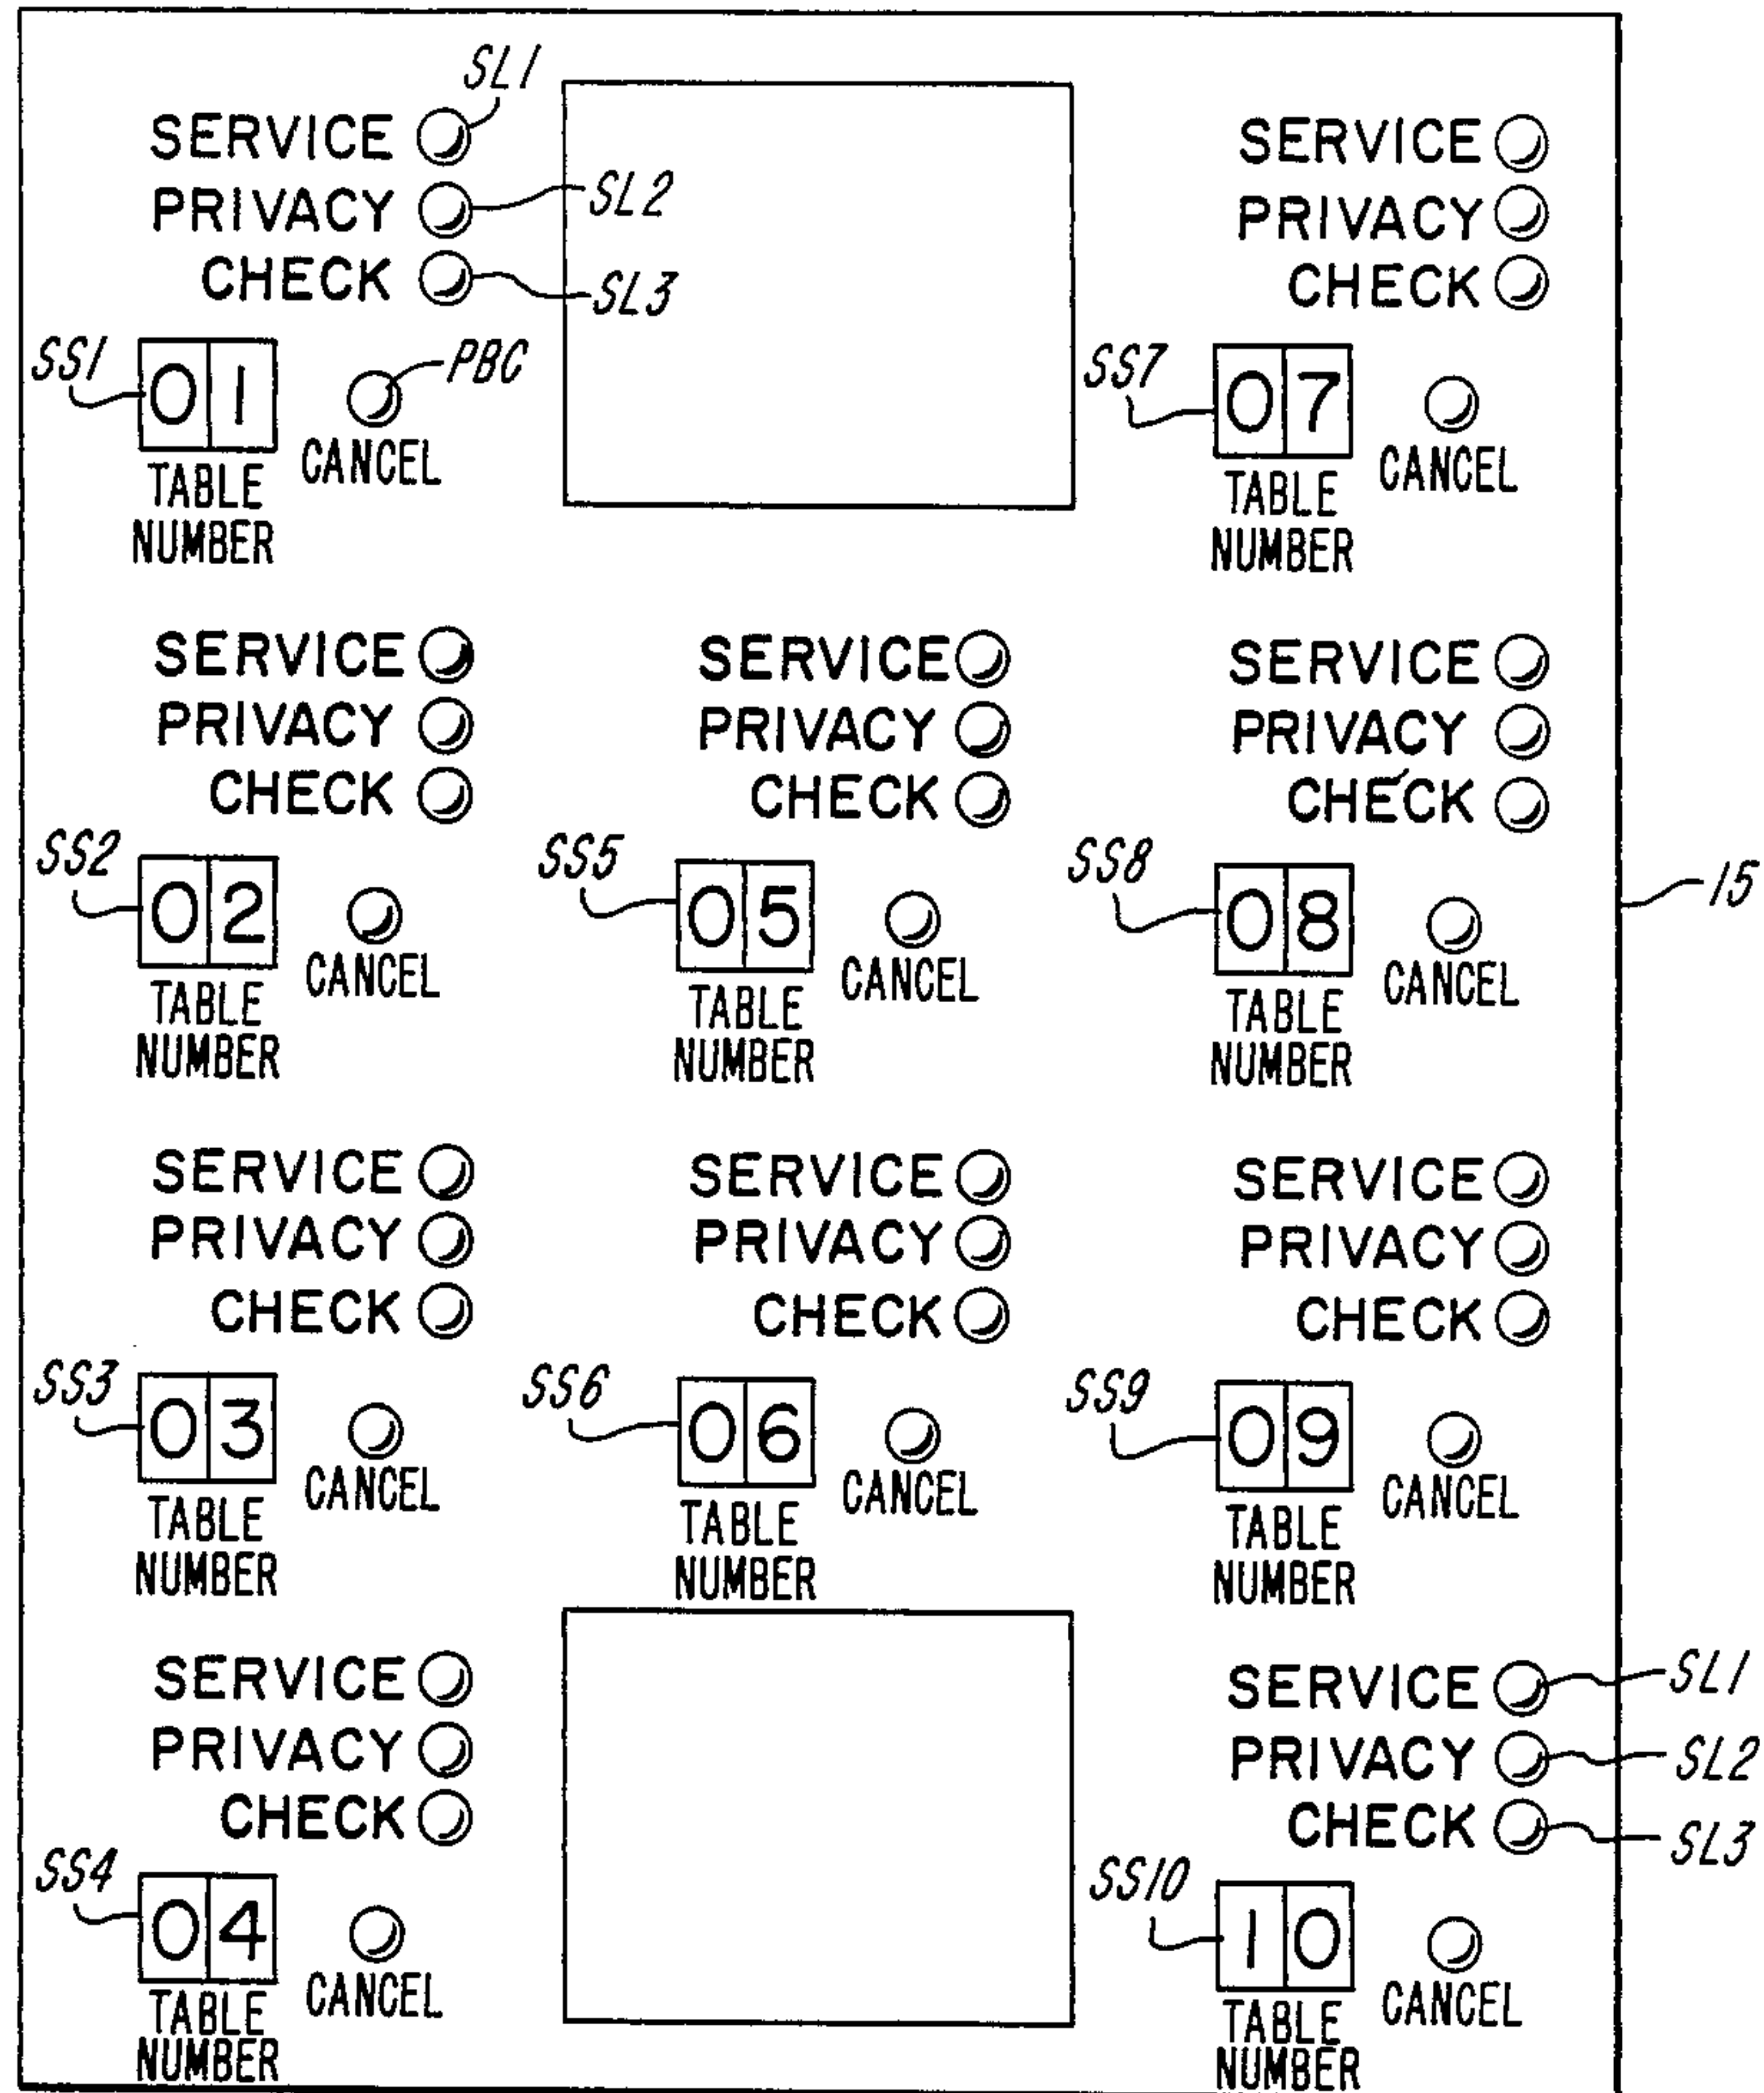 SL1
SERVICE
PRIVACY
CHECK
SL2
SL3
SS1
01
PBC
CANCEL
TABLE
NUMBER
SERVICE
PRIVACY
CHECK
SS7
07
CANCEL
TABLE
NUMBER
SERVICE
PRIVACY
CHECK
SS2
02
CANCEL
TABLE
NUMBER
SERVICE
PRIVACY
CHECK
SS5
05
CANCEL
TABLE
NUMBER
SERVICE
PRIVACY
CHECK
SS8
08
CANCEL
TABLE
NUMBER
15
SERVICE
PRIVACY
CHECK
SS3
03
CANCEL
TABLE
NUMBER
SERVICE
PRIVACY
CHECK
SS6
06
CANCEL
TABLE
NUMBER
SERVICE
PRIVACY
CHECK
SS9
09
CANCEL
TABLE
NUMBER
SERVICE
PRIVACY
CHECK
SS4
04
CANCEL
TABLE
NUMBER
SERVICE
PRIVACY
CHECK
SL1
SL2
SL3
SS10
10
CANCEL
TABLE
NUMBER